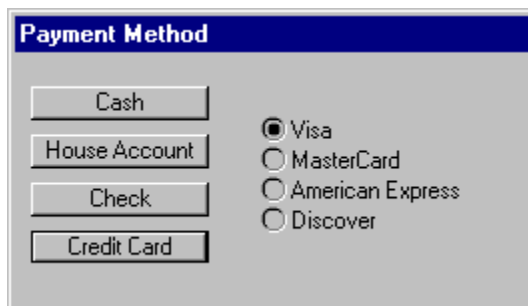 Payment Method
Cash
House Account
Check
Credit Card
Visa
MasterCard
American Express
Discover